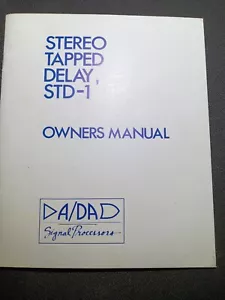 STEREO
TAPPED
DELAY
STD-1
OWNERS MANUAL
DA/DAD
Signal Processors